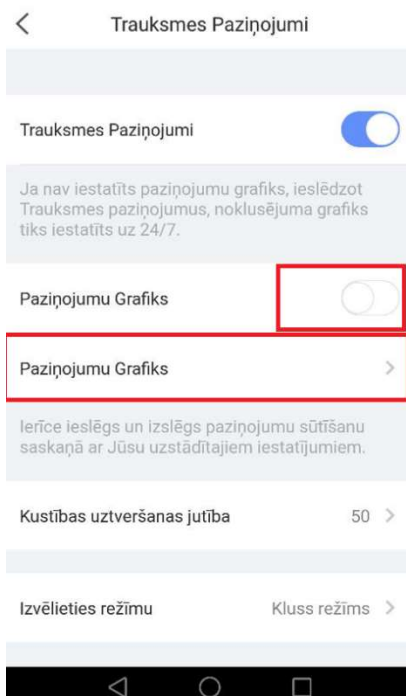 Trauksmes Paziņojumi
Trauksmes Paziņojumi
Ja nav iestatīts paziņojumu grafiks, ieslēdzot
Trauksmes paziņojumus, noklusējuma grafiks
tiks iestatīts uz 24/7.
Paziņojumu Grafiks
Paziņojumu Grafiks
Ierīce ieslēgs un izslēgs paziņojumu sūtīšanu
saskaņā ar Jūsu uzstādītajiem iestatījumiem.
Kustības uztveršanas jutība 50
Izvēlieties režīmu Kluss režīms